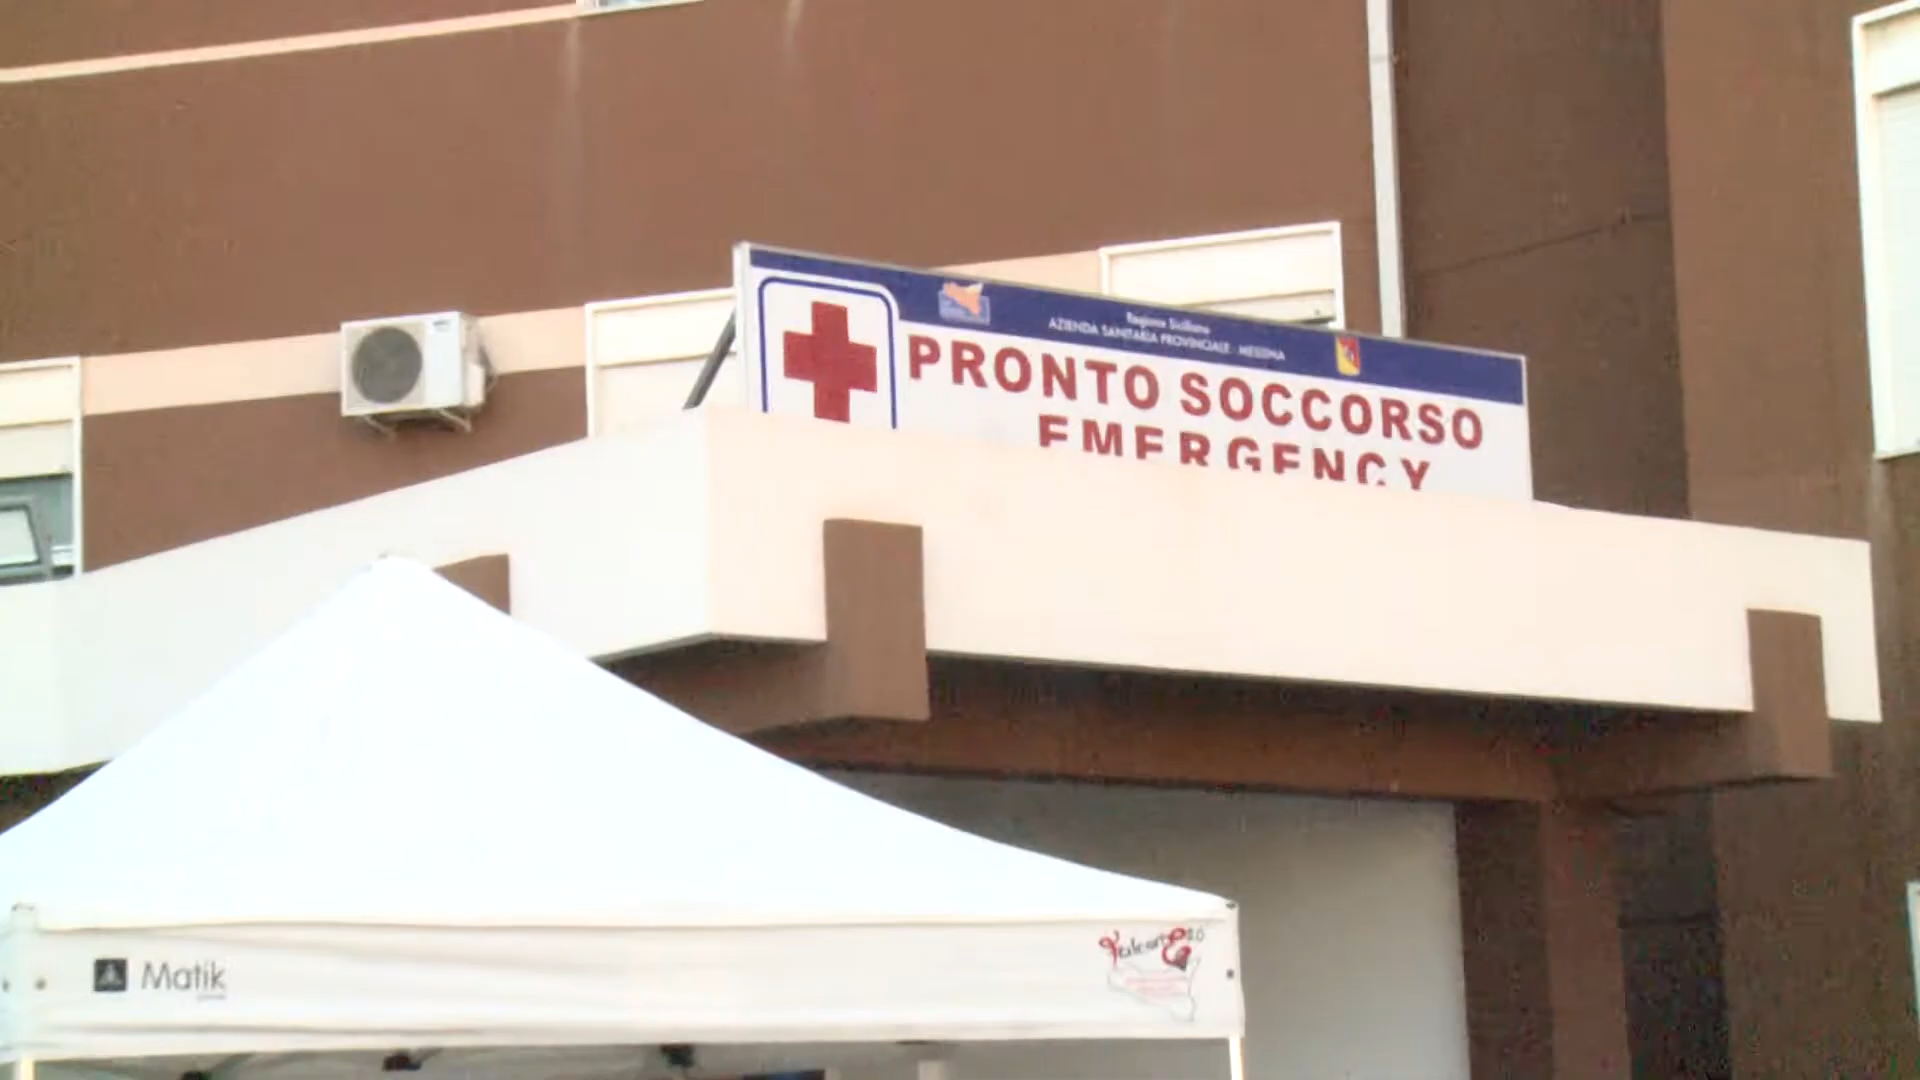 Regione Siciliana
AZIENDA SANITARIA PROVINCIALE - MESSINA
PRONTO SOCCORSO
EMERGENCY
Matik